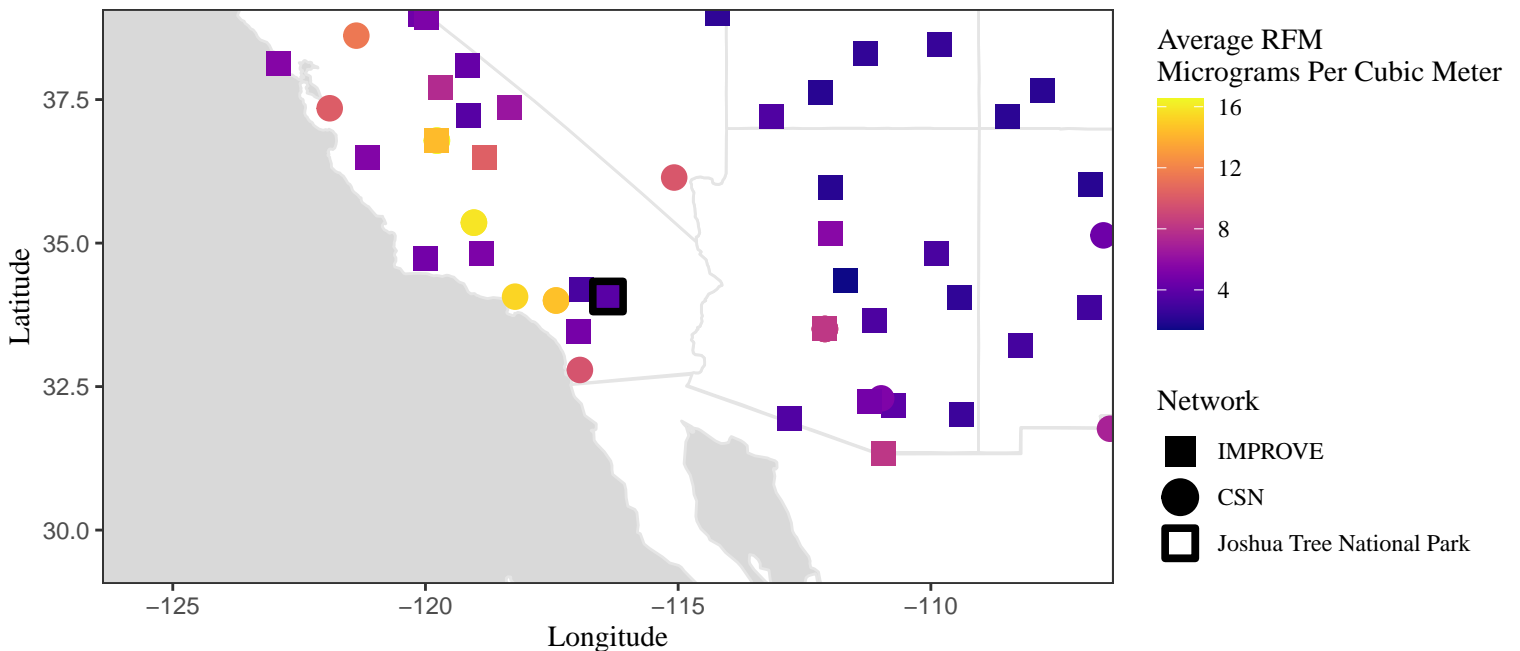 Average RFM
Micrograms Per Cubic Meter
16
12
8
4
Network
IMPROVE
CSN
Joshua Tree National Park
Latitude
37.5
35.0
32.5
30.0
−125
−120
−115
−110
Longitude